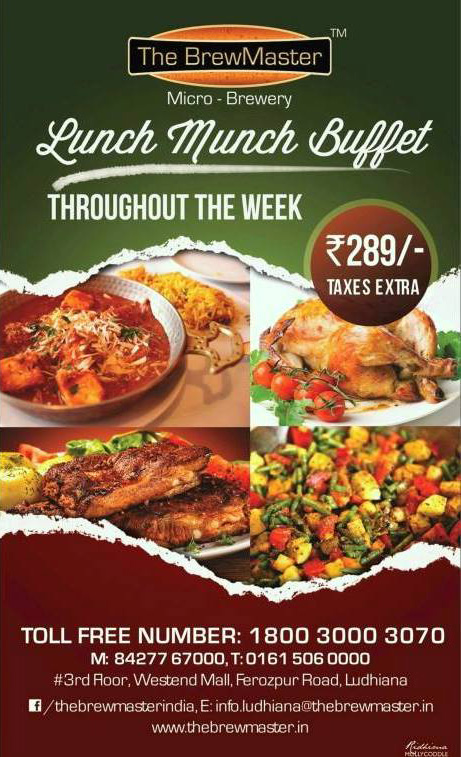 The BrewMaster TM
Micro - Brewery
Lunch Munch Buffet
THROUGHOUT THE WEEK
₹289/-
TAXES EXTRA
TOLL FREE NUMBER: 1800 3000 3070
M: 84277 67000, T: 0161 506 0000
#3rd Floor, Westend Mall, Ferozpur Road, Ludhiana
f /thebrewmasterindia, E: info.ludhiana@thebrewmaster.in
www.thebrewmaster.in
Nidhiana
MOLLYCODDLE